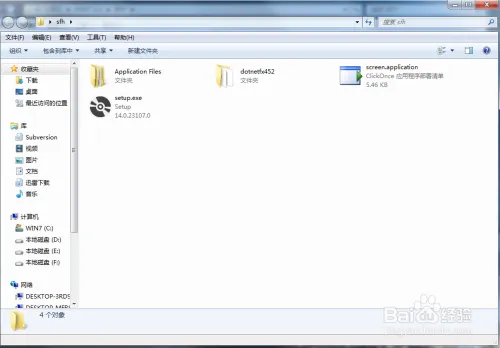 sfh
搜索 sfh
文件(F) 编辑(E) 查看(V) 工具(T) 帮助(H)
组织 包含到库中 共享 新建文件夹
收藏夹
下载
桌面
最近访问的位置
库
Subversion
视频
图片
文档
迅雷下载
音乐
计算机
WIN7 (C:)
本地磁盘 (D:)
本地磁盘 (E:)
本地磁盘 (F:)
网络
DESKTOP-3RDS
Application Files
文件夹
dotnetfx452
文件夹
screen.application
ClickOnce 应用程序部署清单
5.46 KB
setup.exe
Setup
14.0.23107.0
4 个对象
Baidu 经验
jingyan.baidu.com